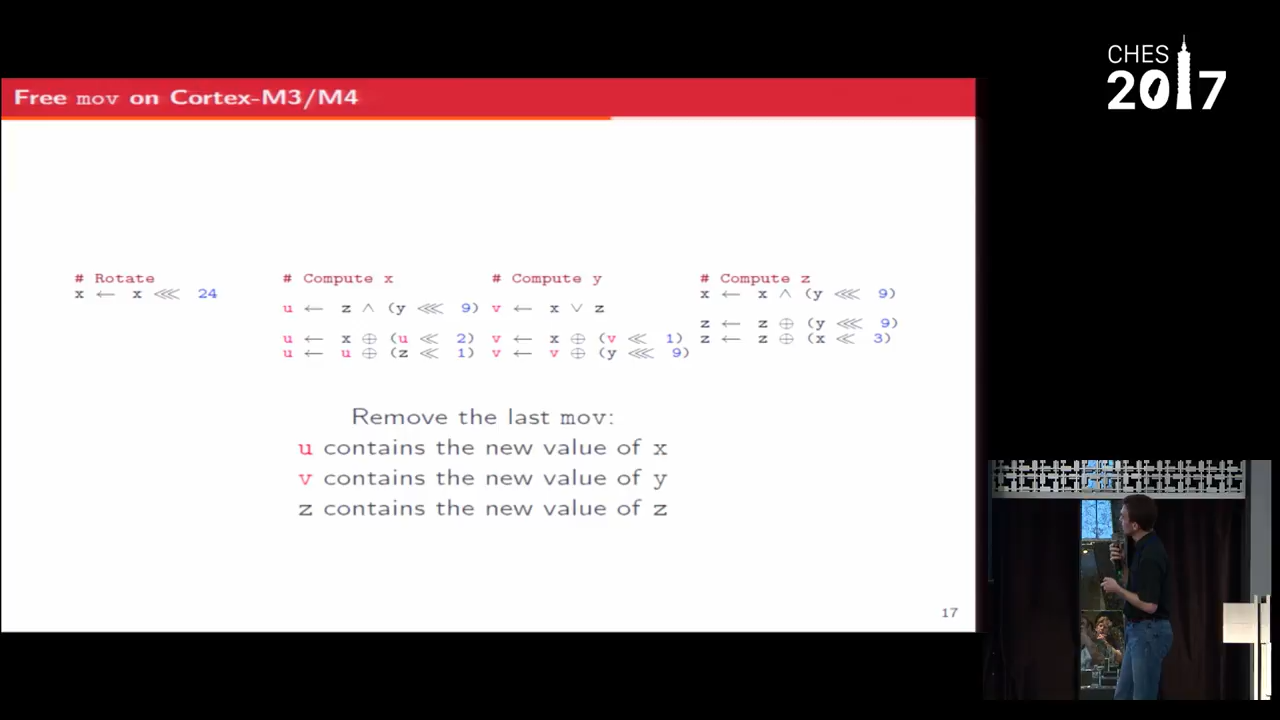 CHES
2017
Free mov on Cortex-M3/M4
# Rotate
x ← x ⋘ 24
# Compute x
u ← z ∧ (y ⋘ 9)
u ← x ⊕ (u ≪ 2)
u ← u ⊕ (z ≪ 1)
# Compute y
v ← x ∨ z
v ← x ⊕ (v ≪ 1)
v ← v ⊕ (y ⋘ 9)
# Compute z
x ← x ∧ (y ⋘ 9)
z ← z ⊕ (y ⋘ 9)
z ← z ⊕ (x ≪ 3)
Remove the last mov:
u contains the new value of x
v contains the new value of y
z contains the new value of z
17